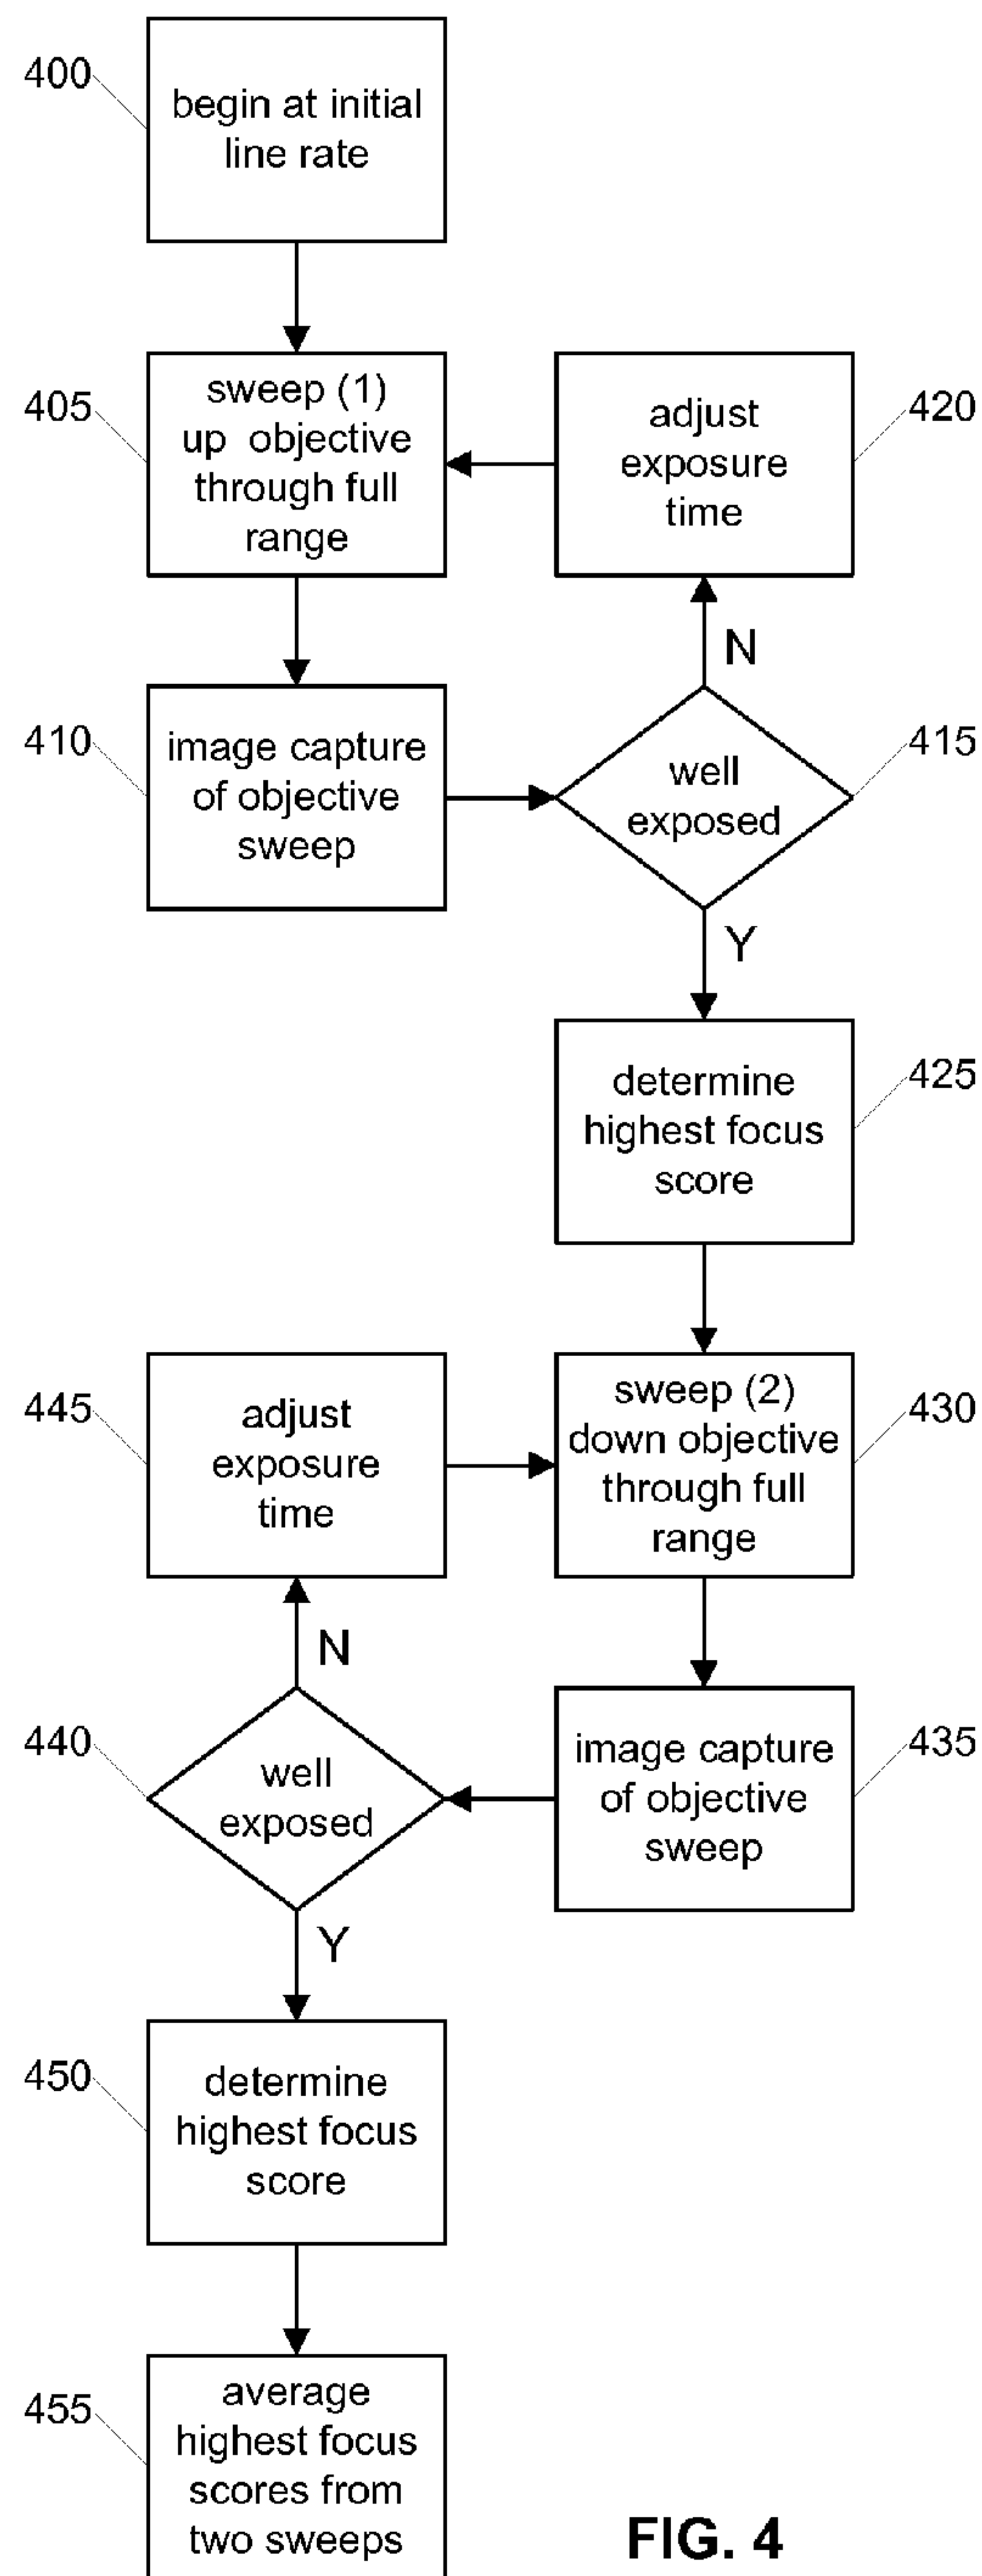 400
begin at initial
line rate
405
sweep (1)
up objective
through full
range
adjust
exposure
time
420
N
410
image capture
of objective
sweep
well
exposed
415
Y
determine
highest focus
score
425
445
adjust
exposure
time
sweep (2)
down objective
through full
range
430
N
440
well
exposed
image capture
of objective
sweep
435
Y
450
determine
highest focus
score
455
average
highest focus
scores from
two sweeps
FIG. 4